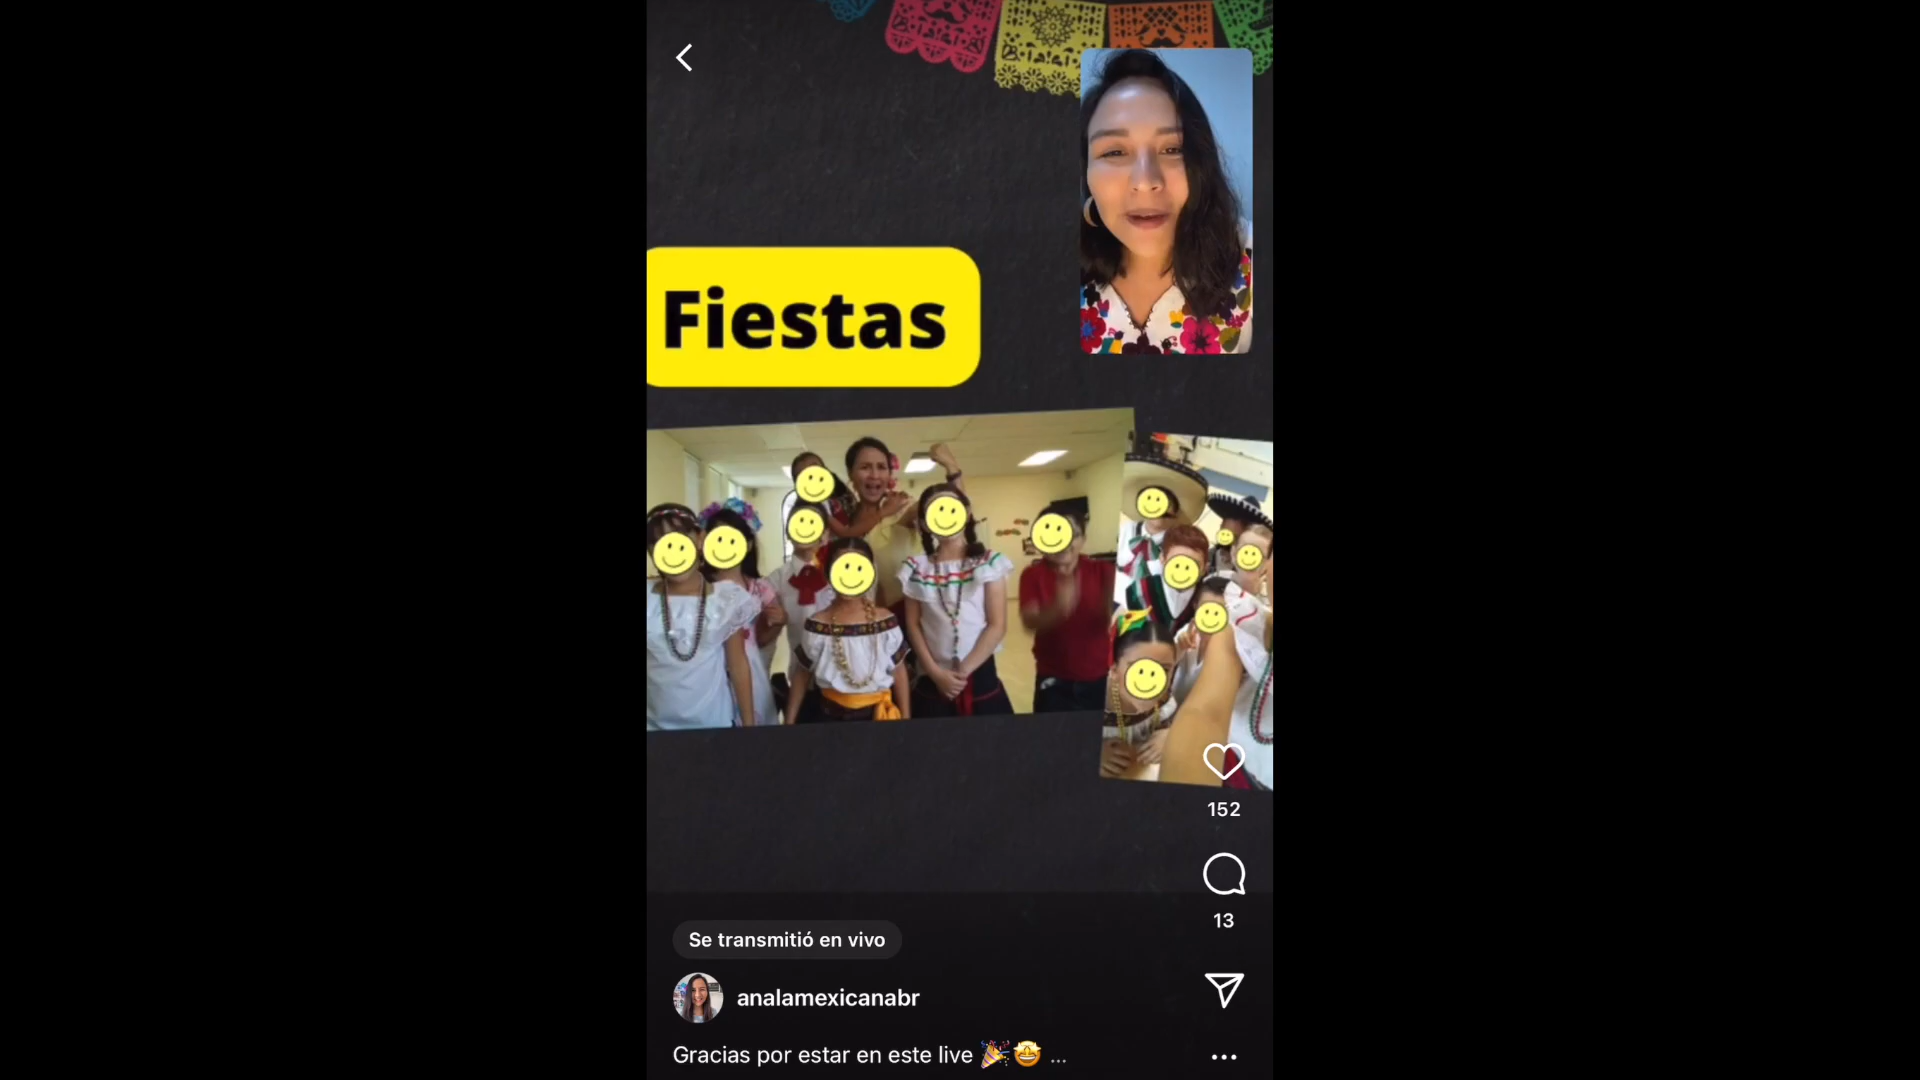 Fiestas
152
13
Se transmitió en vivo
analamexicanabr
Gracias por estar en este live 🎉🤩 ...